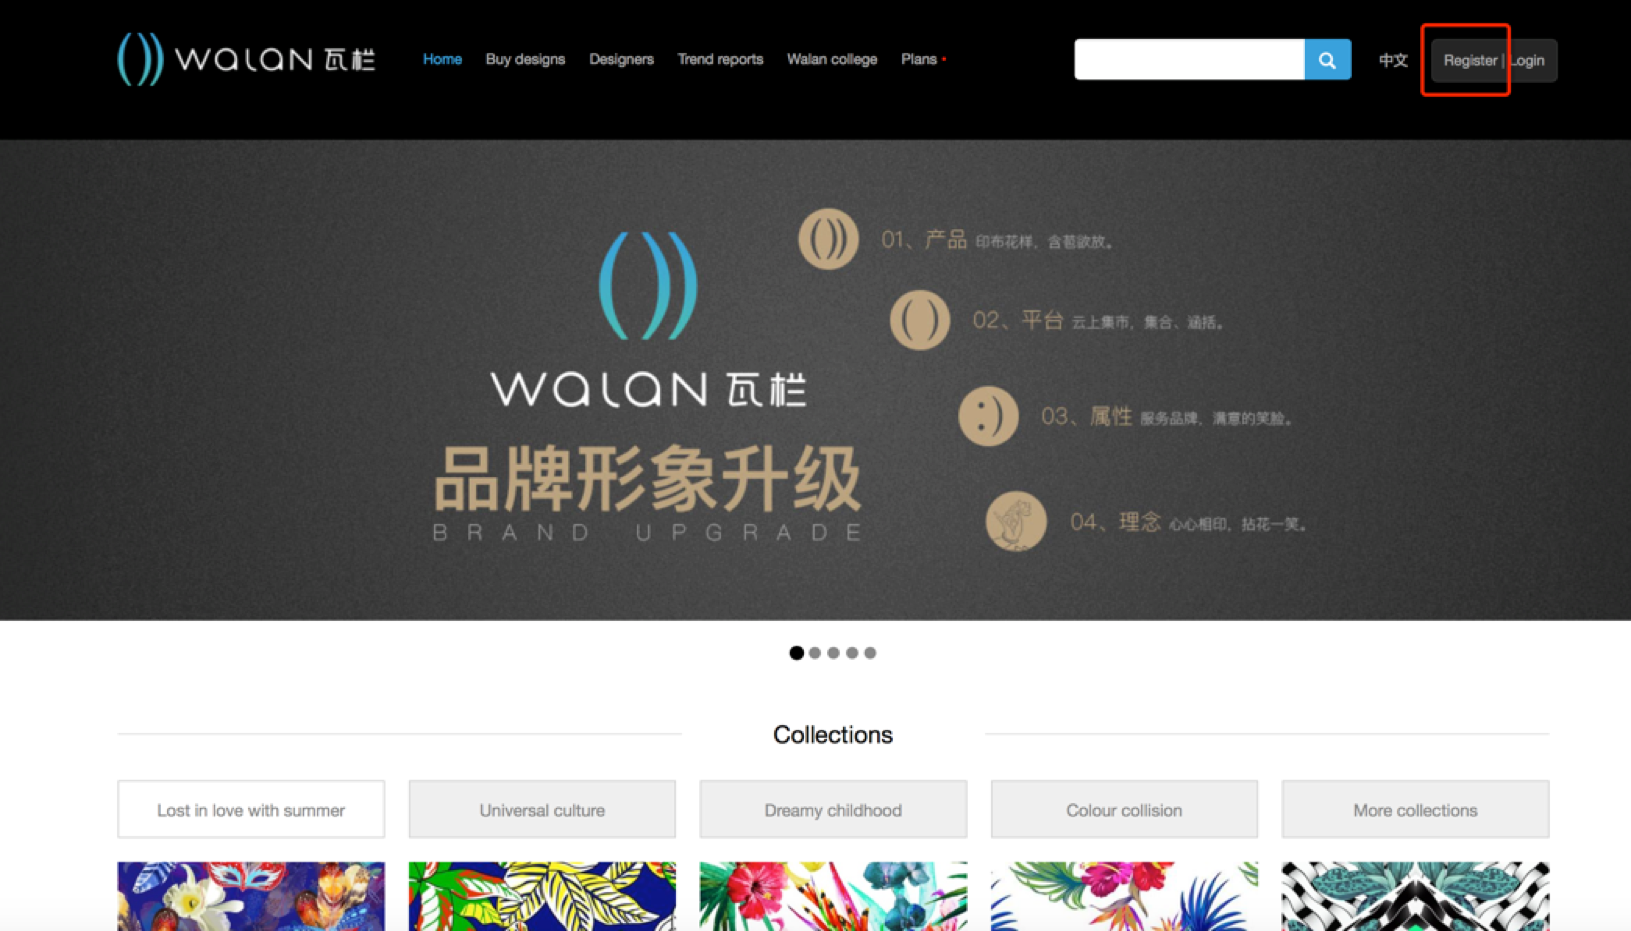 WALAN 瓦栏
Home Buy designs Designers Trend reports Walan college Plans
中文 Register | Login
01、产品 印布花样，含苞欲放。
02、平台 云上集市，集合、涵括。
WALAN 瓦栏
03、属性 服务品牌，满意的笑脸。
品牌形象升级
BRAND UPGRADE
04、理念 心心相印，拈花一笑。
Collections
Lost in love with summer
Universal culture
Dreamy childhood
Colour collision
More collections